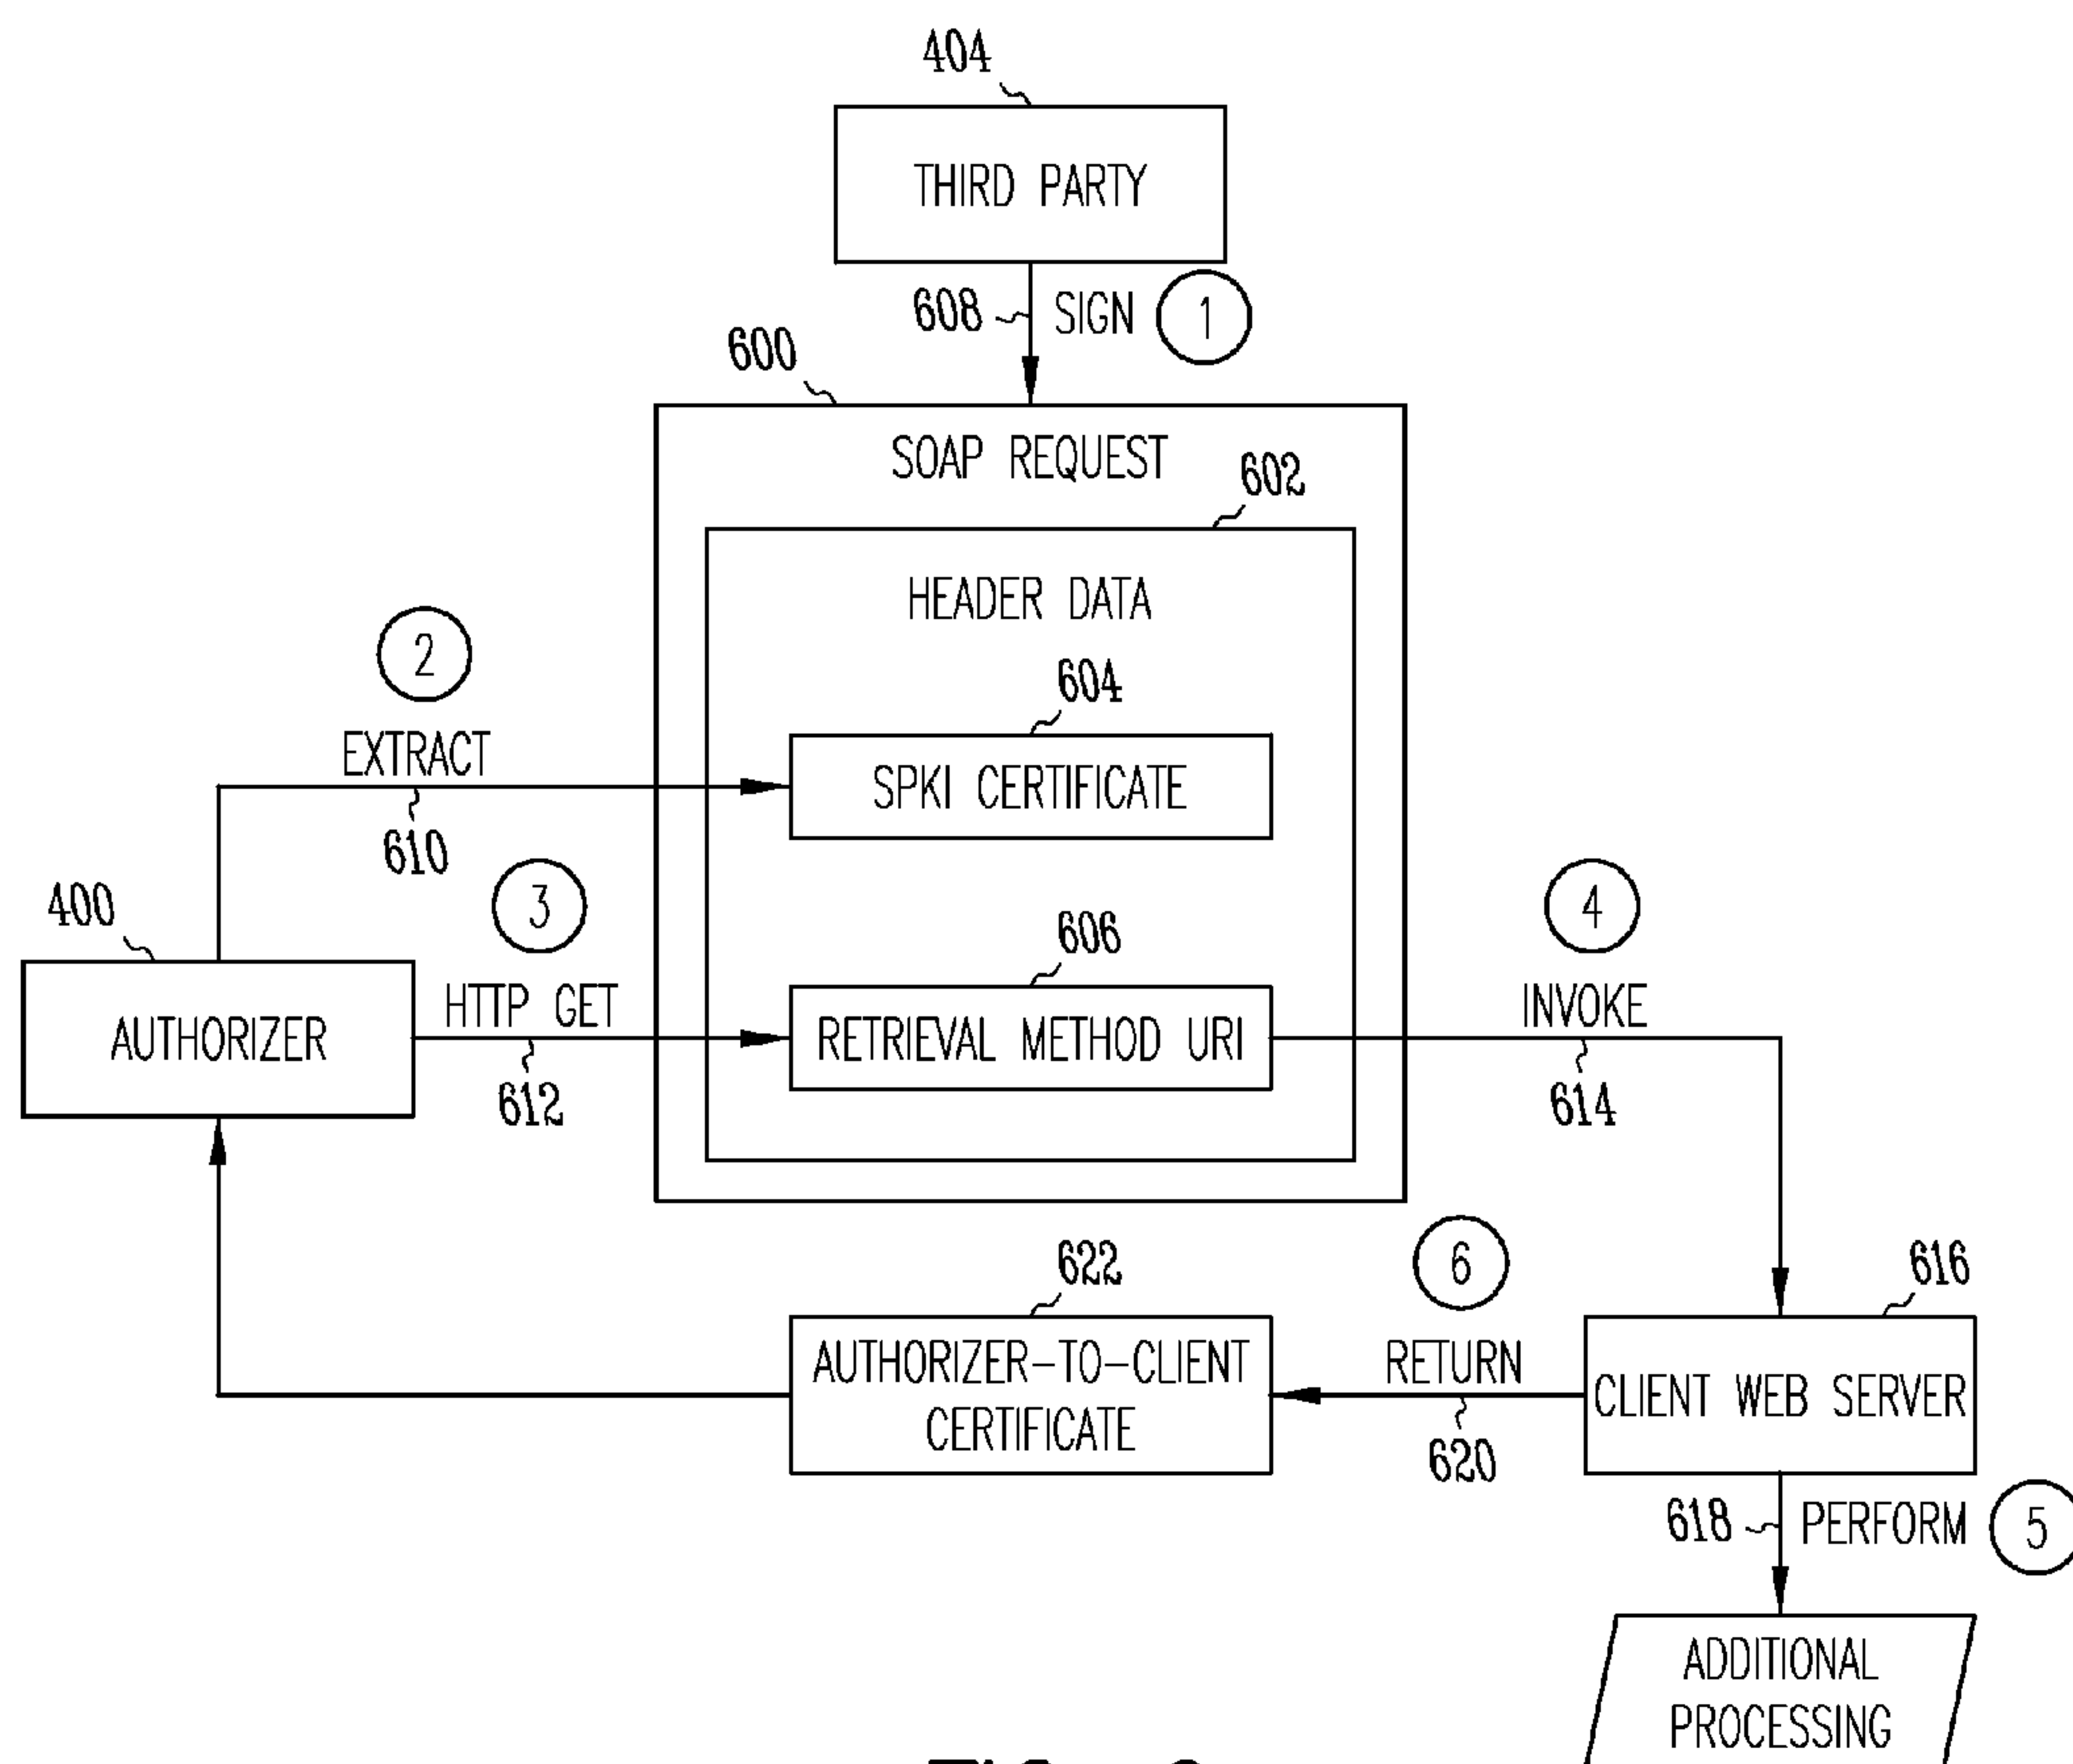 404
THIRD PARTY
608
SIGN
1
600
SOAP REQUEST
602
HEADER DATA
2
604
EXTRACT
SPKI CERTIFICATE
610
3
4
400
606
HTTP GET
INVOKE
AUTHORIZER
RETRIEVAL METHOD URI
612
614
6
622
616
AUTHORIZER-TO-CLIENT
CERTIFICATE
RETURN
CLIENT WEB SERVER
620
618
PERFORM
5
ADDITIONAL
PROCESSING